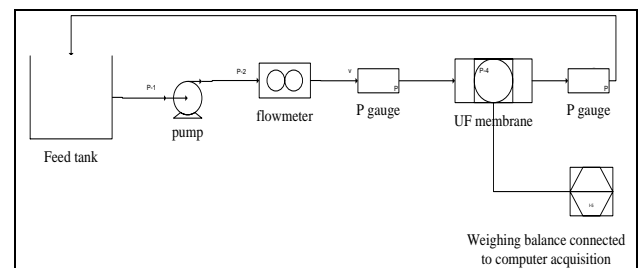 P-1
P-2
v
P
P-4
P
Feed tank
pump
flowmeter
P gauge
UF membrane
P gauge
Weighing balance connected
to computer acquisition